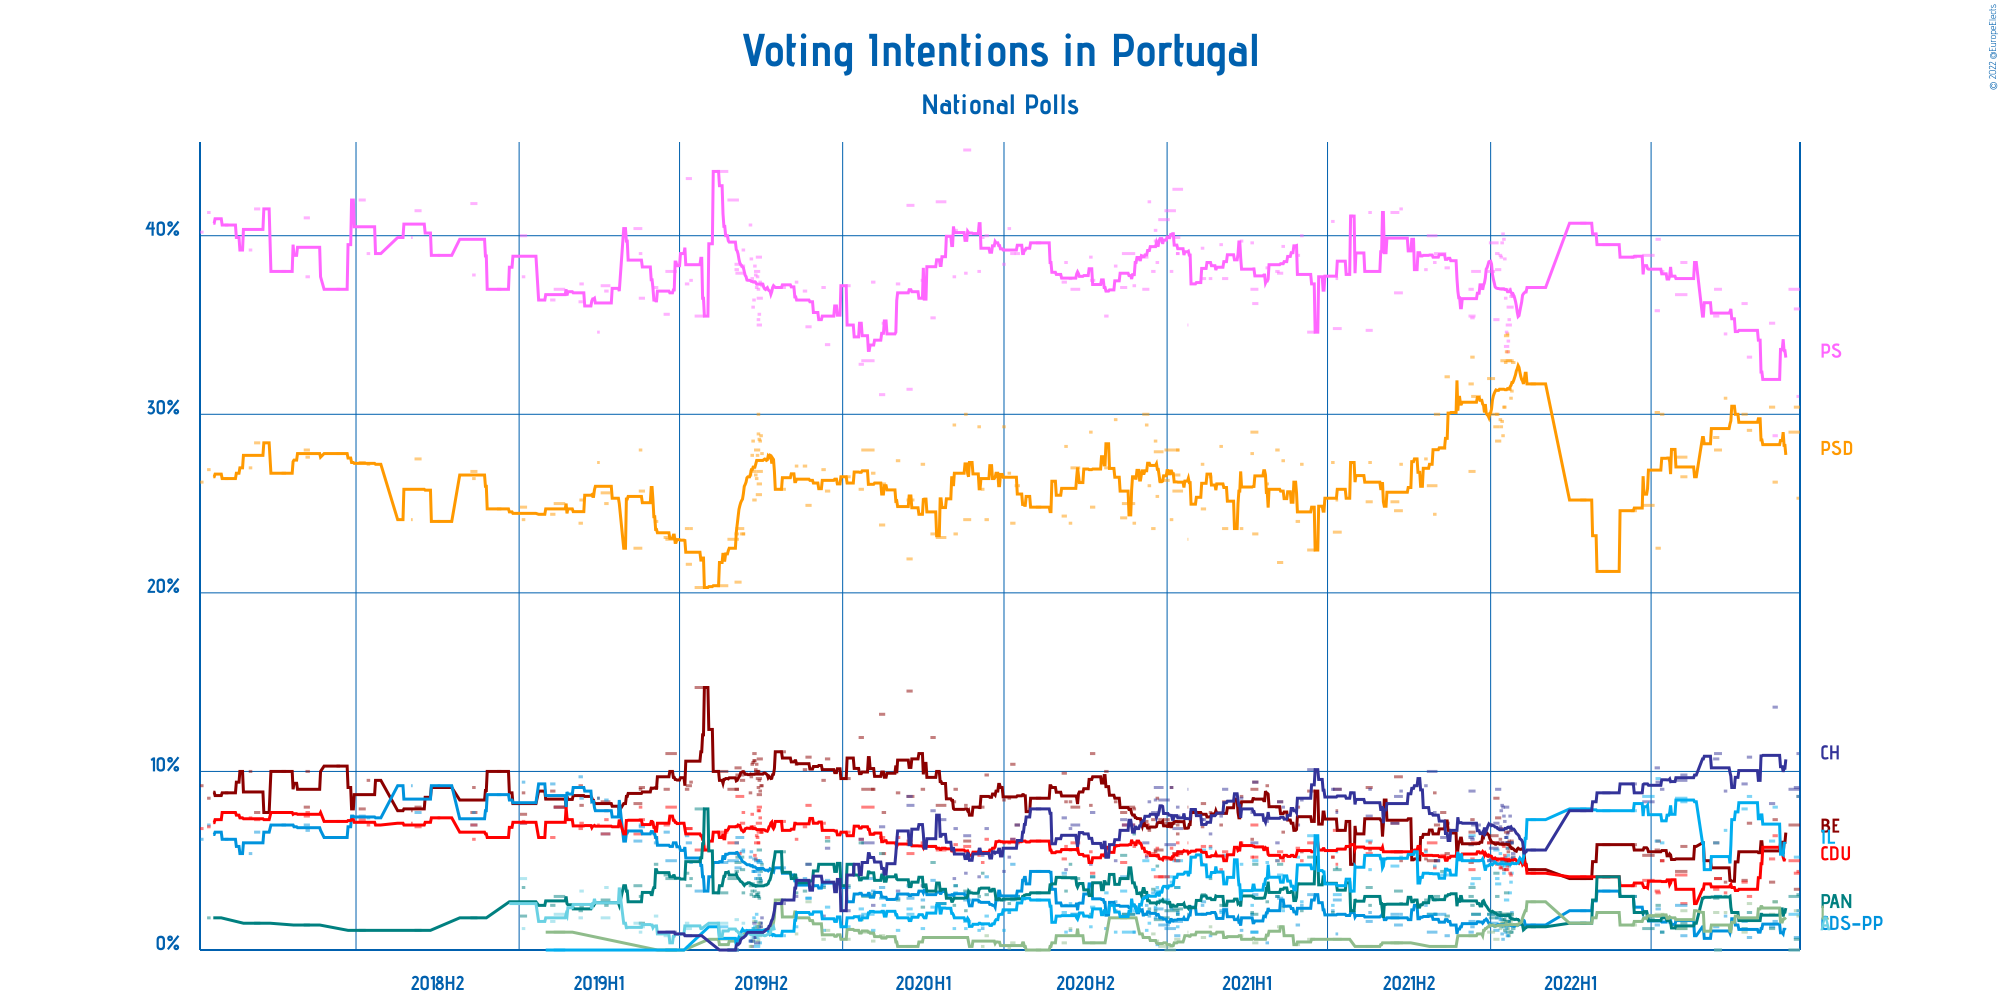 © 2022 @EuropeElects
Voting Intentions in Portugal
National Polls
40%
30%
20%
10%
0%
PS
PSD
CH
BE
IL
CDU
PAN
CDS-PP
2018H2
2019H1
2019H2
2020H1
2020H2
2021H1
2021H2
2022H1